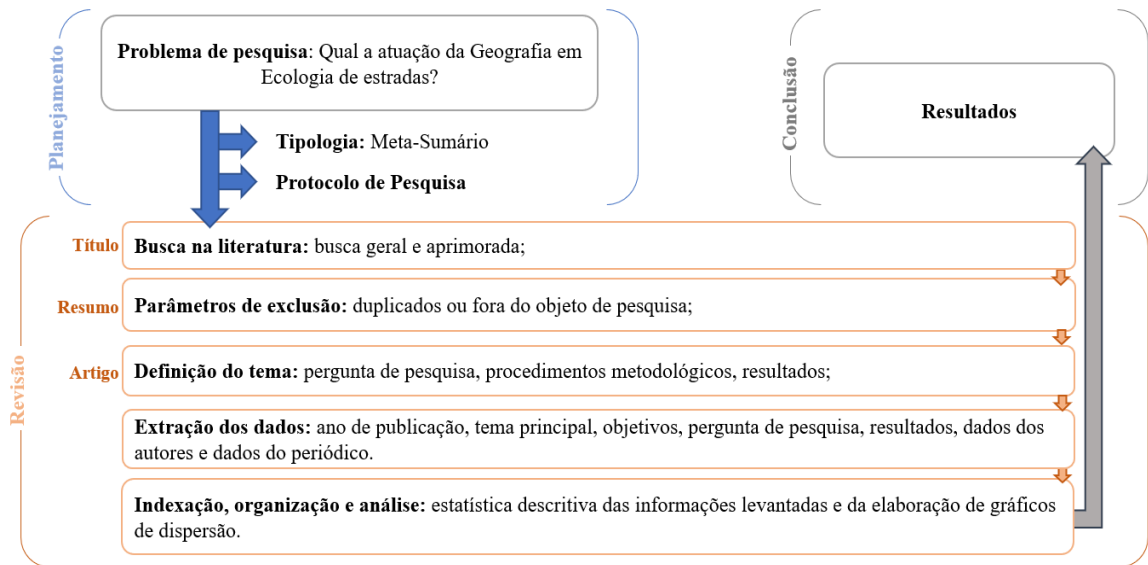 Planejamento
Problema de pesquisa: Qual a atuação da Geografia em
Ecologia de estradas?
Tipologia: Meta-Sumário
Protocolo de Pesquisa
Conclusão
Resultados
Revisão
Título
Busca na literatura: busca geral e aprimorada;
Resumo
Parâmetros de exclusão: duplicados ou fora do objeto de pesquisa;
Artigo
Definição do tema: pergunta de pesquisa, procedimentos metodológicos, resultados;
Extração dos dados: ano de publicação, tema principal, objetivos, pergunta de pesquisa, resultados, dados dos
autores e dados do periódico.
Indexação, organização e análise: estatística descritiva das informações levantadas e da elaboração de gráficos
de dispersão.